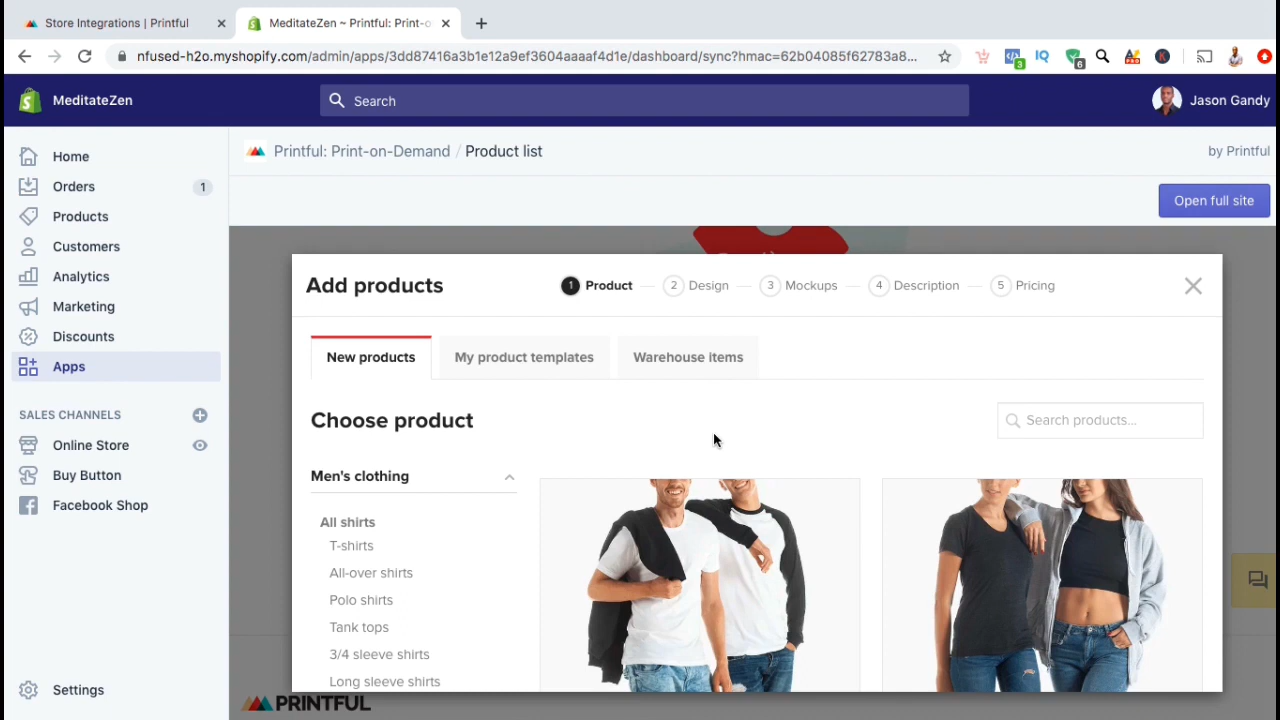 Store Integrations | Printful
MeditateZen ~ Printful: Print-o
nfused-h2o.myshopify.com/admin/apps/3dd87416a3b1e12a9ef3604aaaaf4d1e/dashboard/sync?hmac=62b04085f62783a8...
3
IQ
6
MeditateZen
Search
Jason Gandy
Home
Orders
1
Products
Customers
Analytics
Marketing
Discounts
Apps
SALES CHANNELS
Online Store
Buy Button
Facebook Shop
Settings
Printful: Print-on-Demand / Product list
by Printful
Open full site
Add products
1 Product
2 Design
3 Mockups
4 Description
5 Pricing
New products
My product templates
Warehouse items
Choose product
Search products...
Men's clothing
All shirts
T-shirts
All-over shirts
Polo shirts
Tank tops
3/4 sleeve shirts
Long sleeve shirts
PRINTFUL